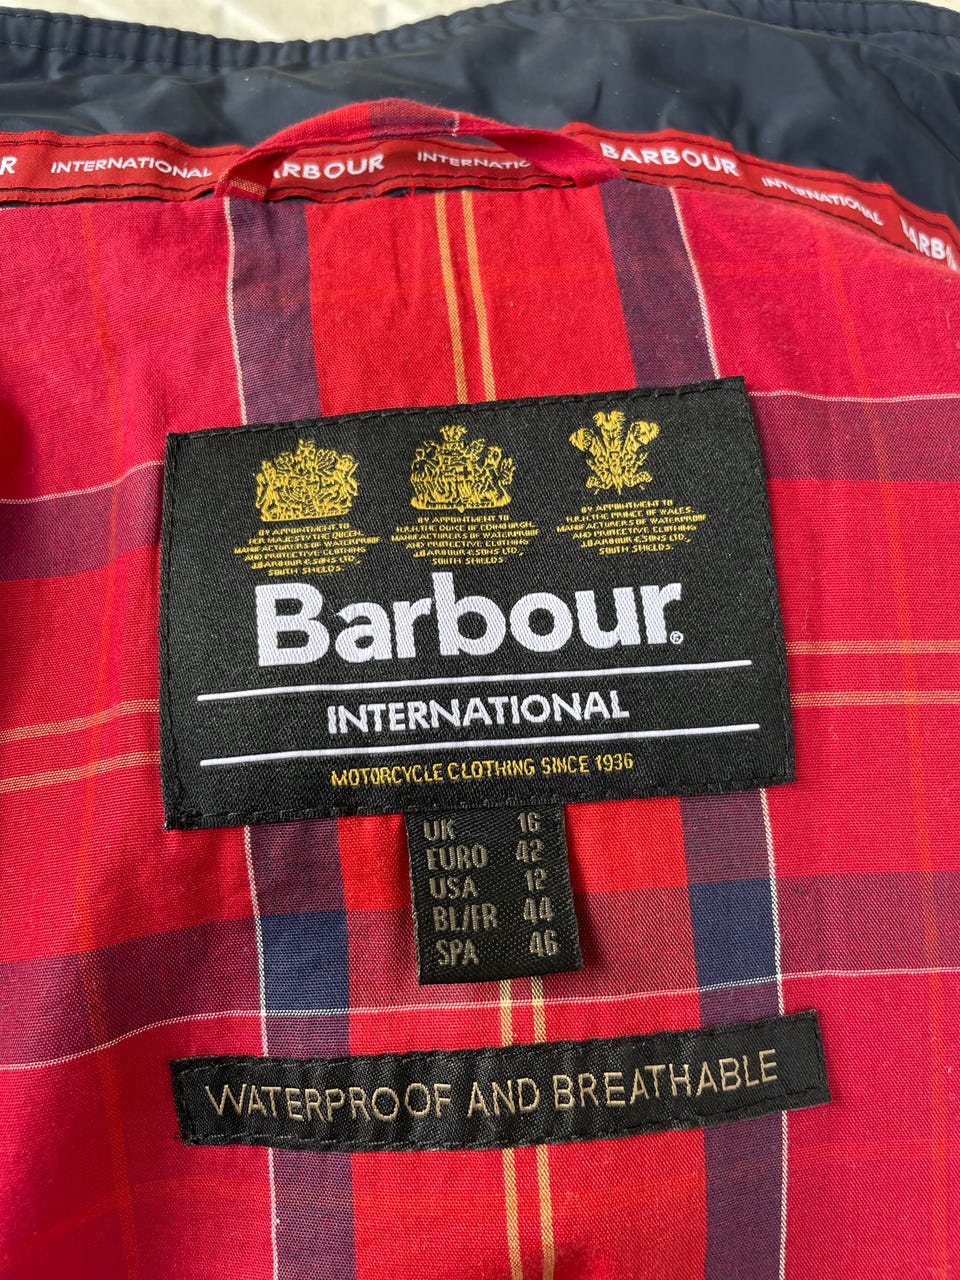 R INTERNATIONAL ARBOUR INTERNATIO BARBOUR INTERNATIONAL BARBO
BY APPOINTMENT TO
HER MAJESTY THE QUEEN.
MANUFACTURERS OF WATERPROOF
AND PROTECTIVE CLOTHING
J.BARBOUR & SONS LTD.,
SOUTH SHIELDS.
BY APPOINTMENT TO
H.R.H. THE DUKE OF EDINBURGH.
MANUFACTURERS OF WATERPROOF
AND PROTECTIVE CLOTHING
J.BARBOUR & SONS LTD.,
SOUTH SHIELDS.
BY APPOINTMENT TO
H.R.H. THE PRINCE OF WALES.
MANUFACTURERS OF WATERPROOF
AND PROTECTIVE CLOTHING
J.BARBOUR & SONS LTD.,
SOUTH SHIELDS.
Barbour®
INTERNATIONAL
MOTORCYCLE CLOTHING SINCE 1936
UK 16
EURO 42
USA 12
BL/FR 44
SPA 46
WATERPROOF AND BREATHABLE